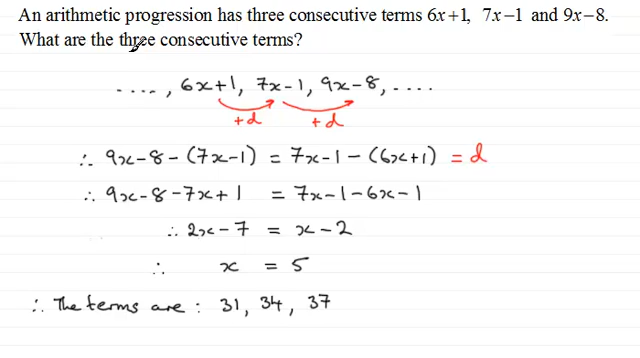 An arithmetic progression has three consecutive terms 6x+1, 7x−1 and 9x−8.
What are the three consecutive terms?
....., 6x+1, 7x−1, 9x−8, ....
+d +d
∴ 9x−8−(7x−1) = 7x−1−(6x+1) = d
∴ 9x−8−7x+1 = 7x−1−6x−1
∴ 2x−7 = x−2
∴ x = 5
∴ The terms are : 31, 34, 37